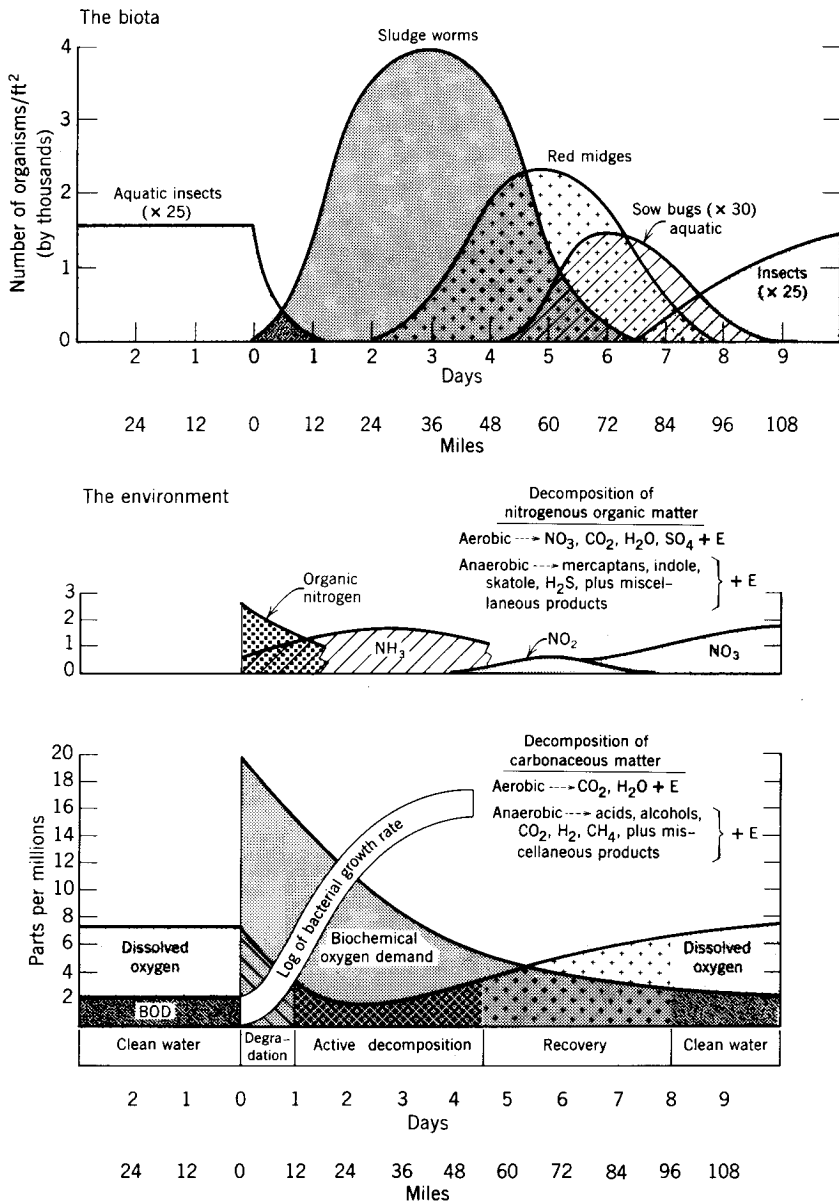 The biota
Sludge worms
4
3
2
1
0
Number of organisms/ft²
(by thousands)
Aquatic insects
(× 25)
Red midges
Sow bugs (× 30)
aquatic
Insects
(× 25)
2 1 0 1 2 3 4 5 6 7 8 9
Days
24 12 0 12 24 36 48 60 72 84 96 108
Miles
The environment
Decomposition of
nitrogenous organic matter
Aerobic ---→ NO₃, CO₂, H₂O, SO₄ + E
Anaerobic ---→ mercaptans, indole,
skatole, H₂S, plus miscel-
laneous products
+ E
Organic
nitrogen
3
2
1
0
NH₃
NO₂
NO₃
Decomposition of
carbonaceous matter
Aerobic ---→ CO₂, H₂O + E
Anaerobic ---→ acids, alcohols,
CO₂, H₂, CH₄, plus mis-
cellaneous products
+ E
20
18
16
14
12
10
8
6
4
2
Parts per millions
Log of bacterial growth rate
Dissolved
oxygen
BOD
Biochemical
oxygen demand
Dissolved
oxygen
Clean water
Degra-
dation
Active decomposition
Recovery
Clean water
2 1 0 1 2 3 4 5 6 7 8 9
Days
24 12 0 12 24 36 48 60 72 84 96 108
Miles